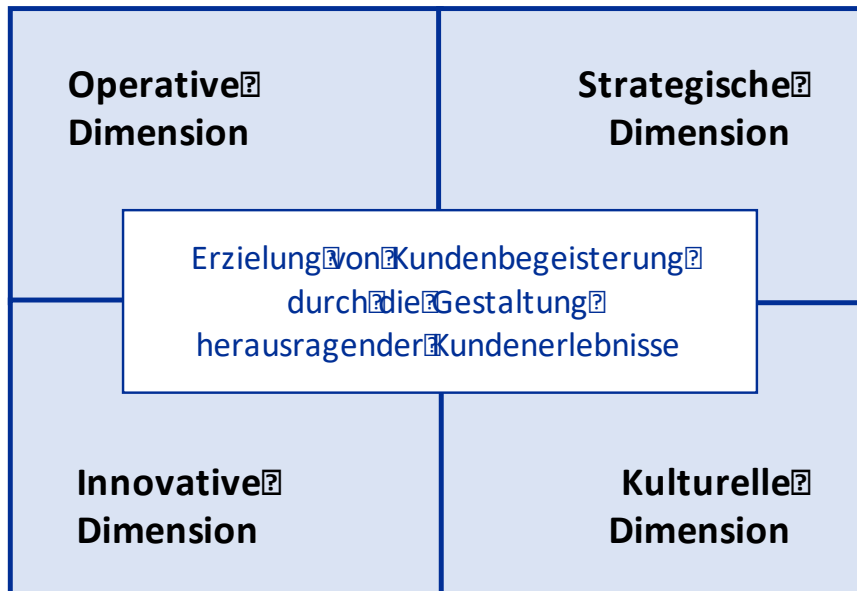 Operative⍰
Dimension
Strategische⍰
Dimension
Erzielung⍰von⍰Kundenbegeisterung⍰
durch⍰die⍰Gestaltung⍰
herausragender⍰Kundenerlebnisse
Innovative⍰
Dimension
Kulturelle⍰
Dimension